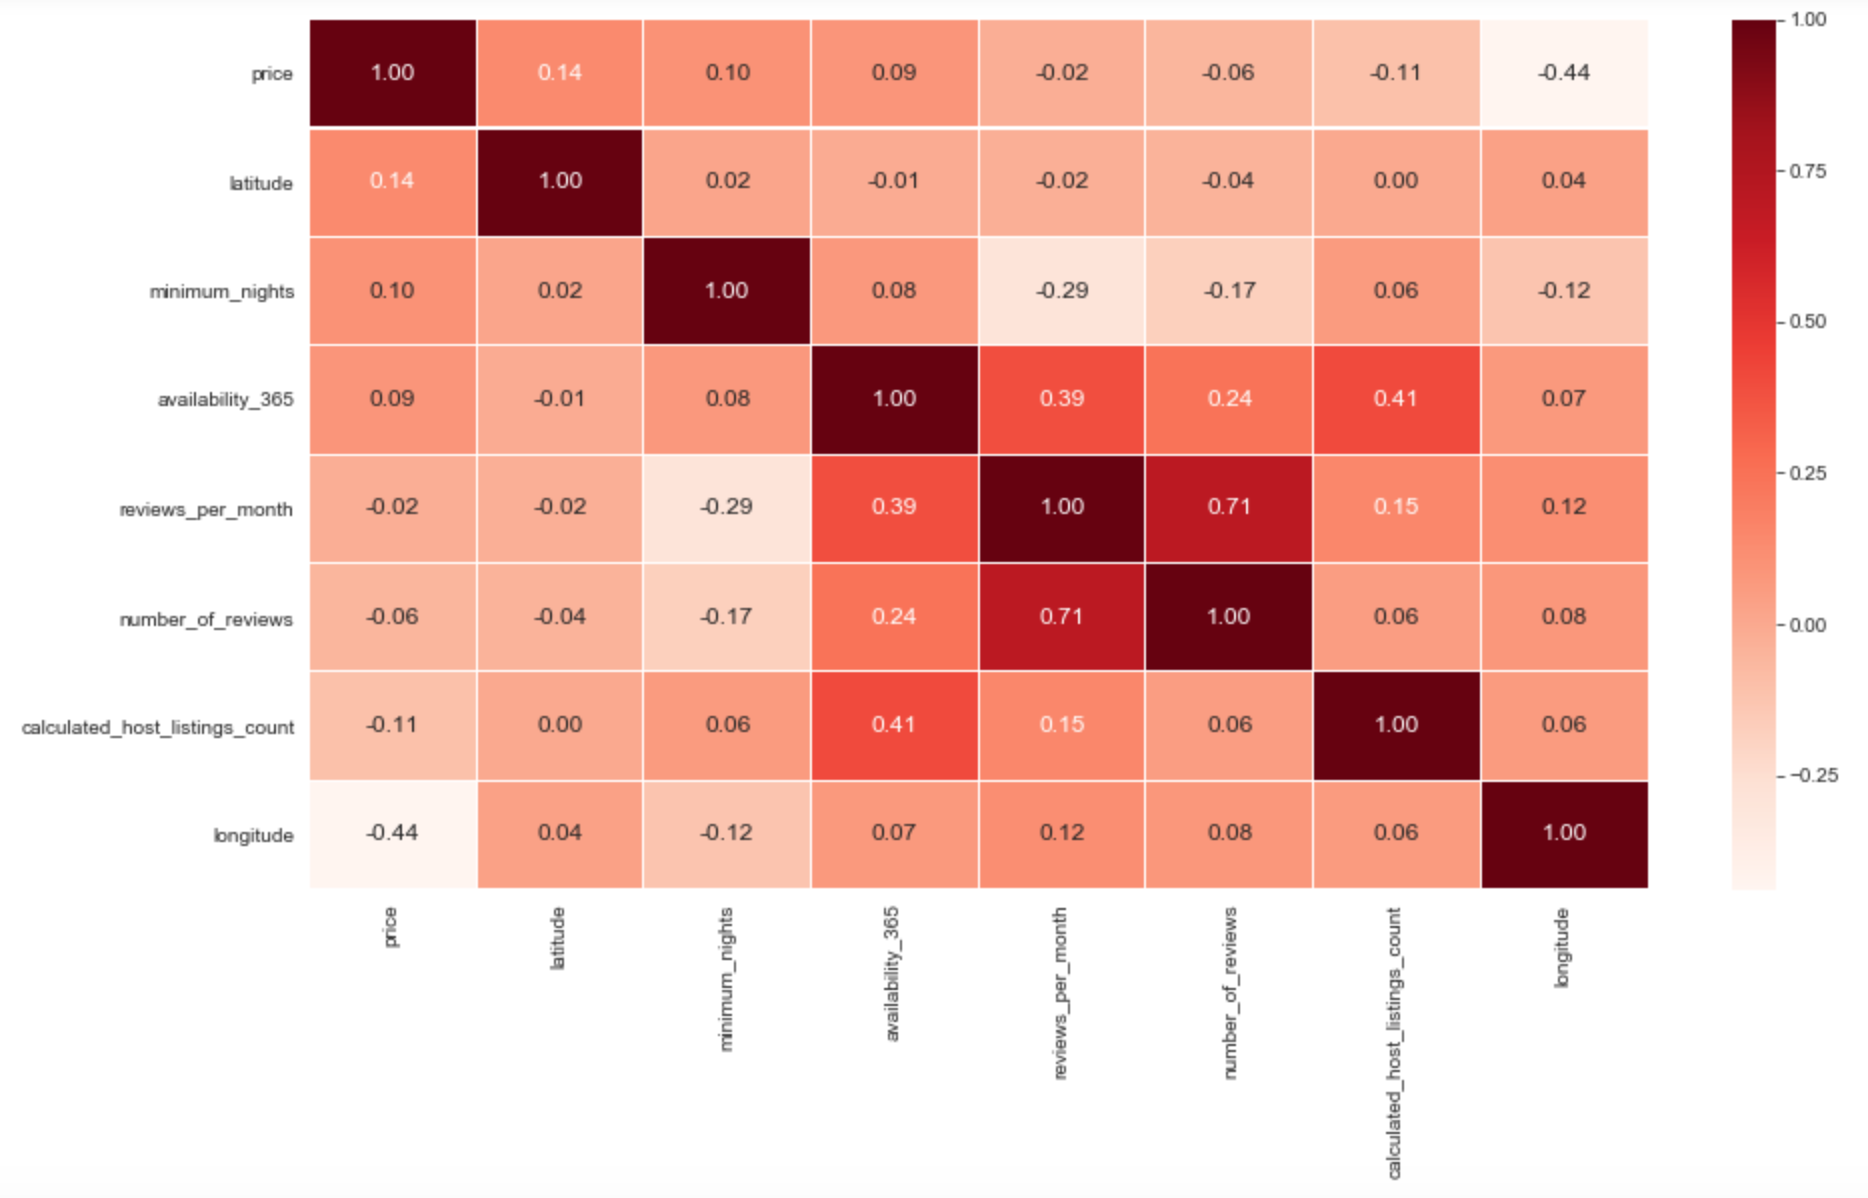 price 1.00 0.14 0.10 0.09 -0.02 -0.06 -0.11 -0.44
latitude 0.14 1.00 0.02 -0.01 -0.02 -0.04 0.00 0.04
minimum_nights 0.10 0.02 1.00 0.08 -0.29 -0.17 0.06 -0.12
availability_365 0.09 -0.01 0.08 1.00 0.39 0.24 0.41 0.07
reviews_per_month -0.02 -0.02 -0.29 0.39 1.00 0.71 0.15 0.12
number_of_reviews -0.06 -0.04 -0.17 0.24 0.71 1.00 0.06 0.08
calculated_host_listings_count -0.11 0.00 0.06 0.41 0.15 0.06 1.00 0.06
longitude -0.44 0.04 -0.12 0.07 0.12 0.08 0.06 1.00
price
latitude
minimum_nights
availability_365
reviews_per_month
number_of_reviews
calculated_host_listings_count
longitude
1.00
0.75
0.50
0.25
0.00
−0.25